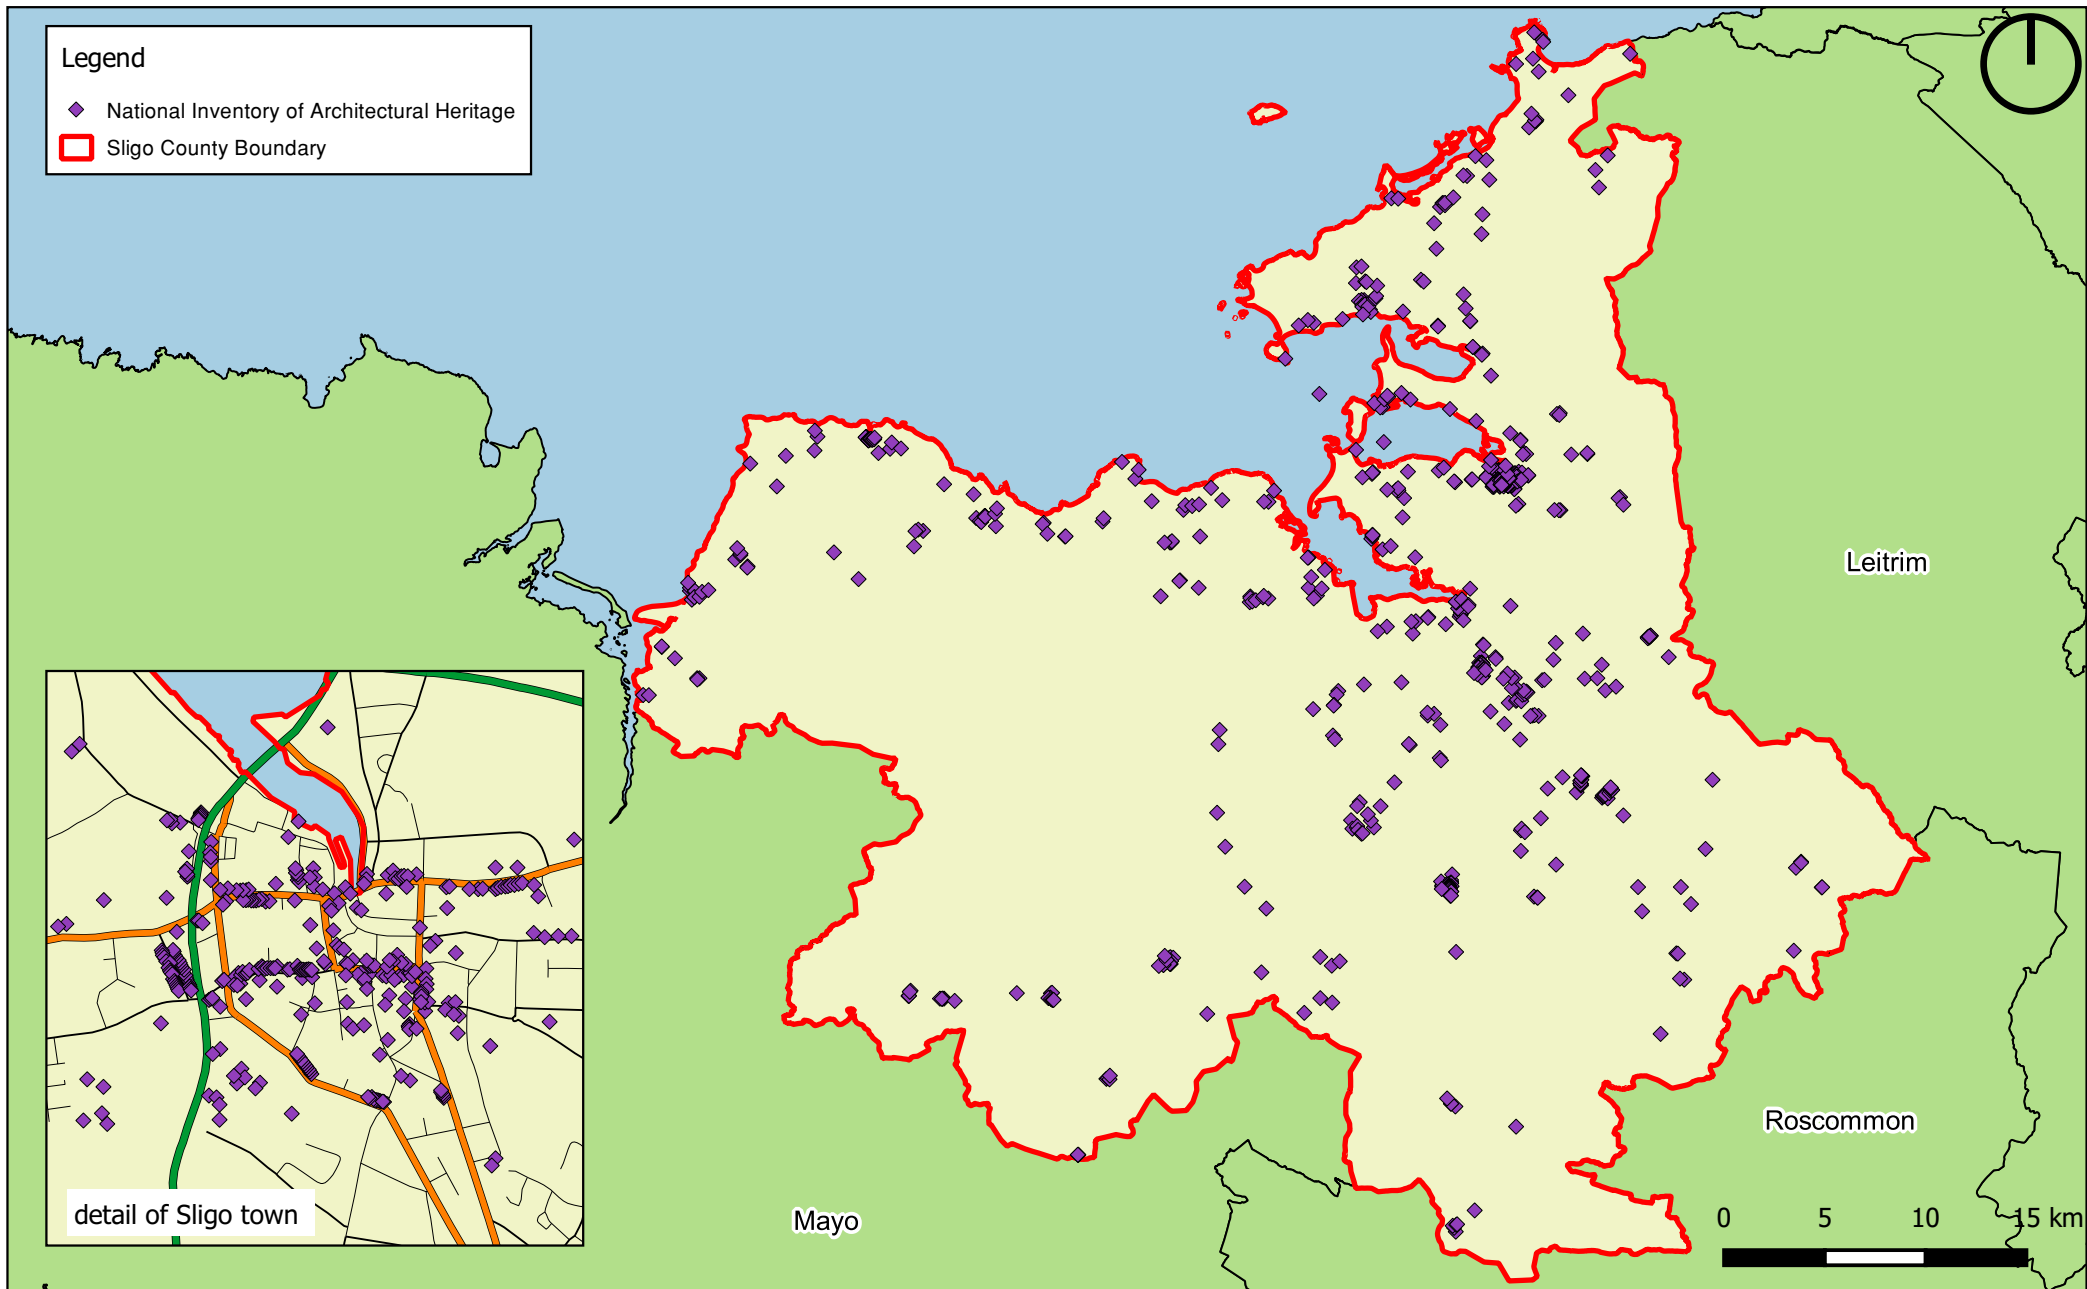 Legend
National Inventory of Architectural Heritage
Sligo County Boundary
Leitrim
Roscommon
Mayo
detail of Sligo town
0 5 10 15 km